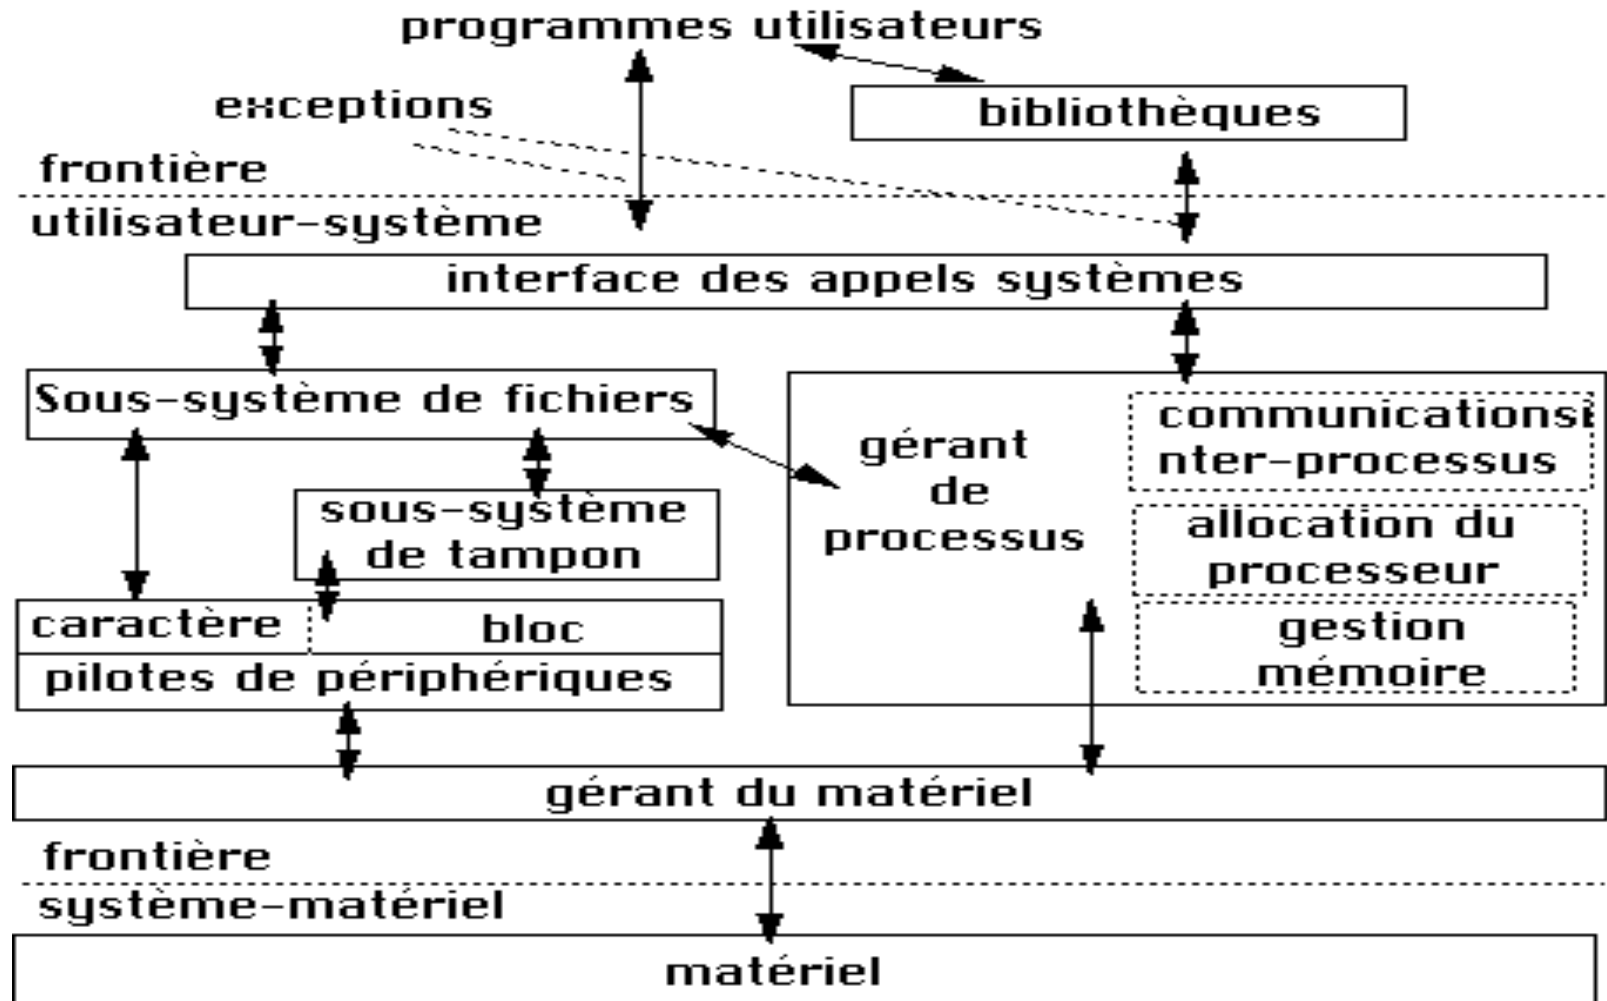 programmes utilisateurs
exceptions
bibliothèques
frontière
utilisateur-système
interface des appels systèmes
Sous-système de fichiers
communicationsi
nter-processus
gérant
de
processus
sous-système
de tampon
allocation du
processeur
caractère
bloc
gestion
mémoire
pilotes de périphériques
gérant du matériel
frontière
système-matériel
matériel